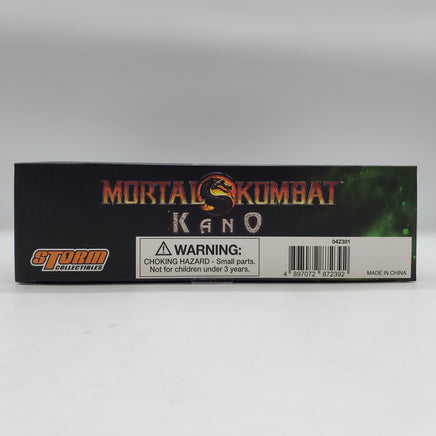 MORTAL KOMBAT™
KANO
STORM
COLLECTIBLES
WARNING:
CHOKING HAZARD - Small parts.
Not for children under 3 years.
042301
4 897072 872392
MADE IN CHINA